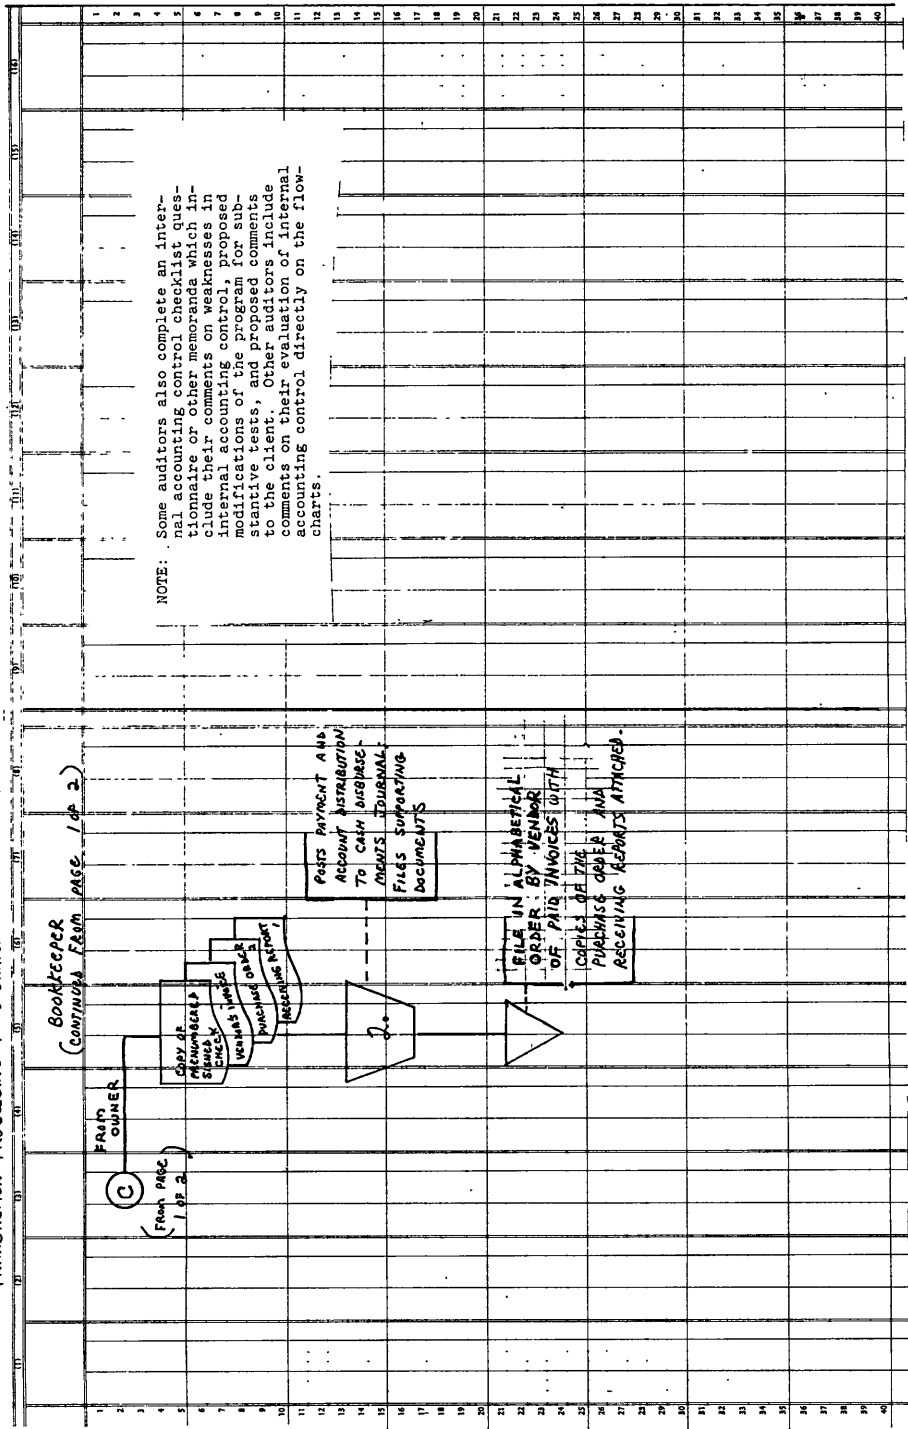 BOOKKEEPER
(CONTINUED FROM PAGE 1 OF 2)
FROM
OWNER
C
(FROM PAGE
1 OF 2)
COPY OF
PRENUMBERED
SIGNED
CHECK
VENDOR'S INVOICE
PURCHASE ORDER
2
RECEIVING REPORT
1
2.
POSTS PAYMENT AND
ACCOUNT DISTRIBUTION
TO CASH DISBURSE-
MENTS JOURNAL.
FILES SUPPORTING
DOCUMENTS
FILE IN ALPHABETICAL
ORDER BY VENDOR
OF PAID INVOICES WITH
COPIES OF THE
PURCHASE ORDER AND
RECEIVING REPORTS ATTACHED.
NOTE: Some auditors also complete an inter-
nal accounting control checklist ques-
tionnaire or other memoranda which in-
clude their comments on weaknesses in
internal accounting control, proposed
modifications of the program for sub-
stantive tests, and proposed comments
to the client. Other auditors include
comments on their evaluation of internal
accounting control directly on the flow-
charts.